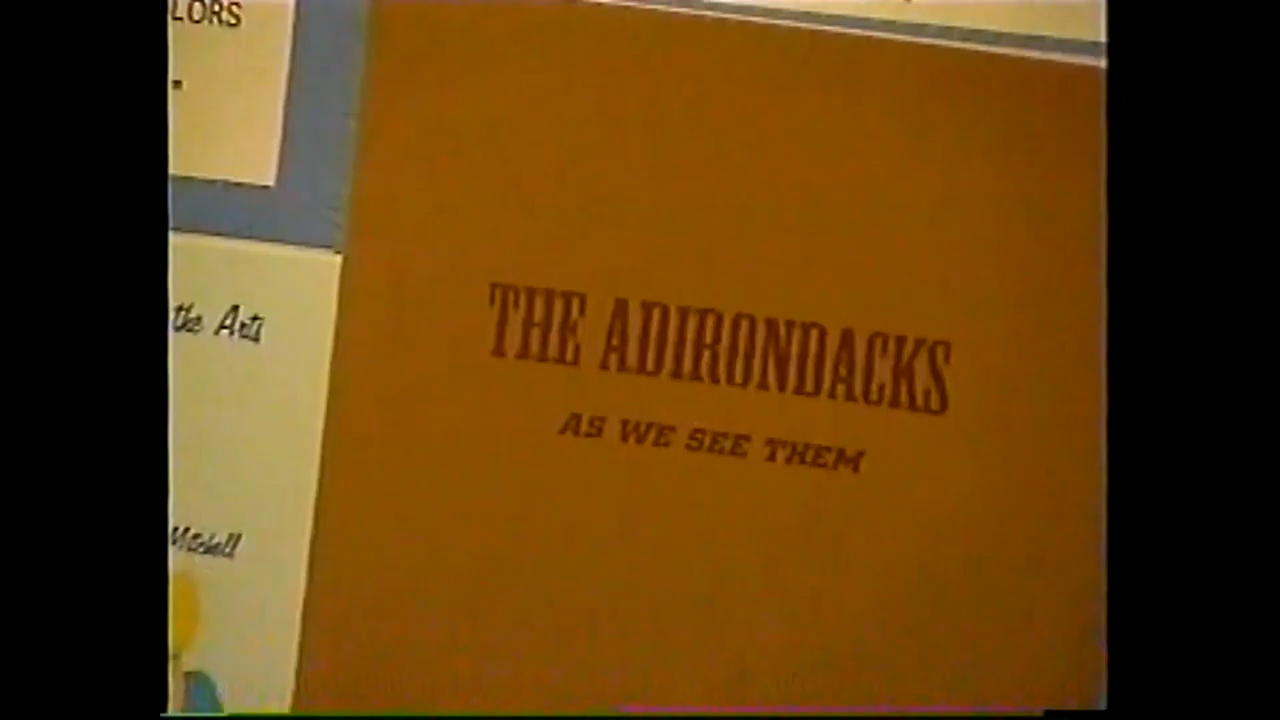 LORS
the Arts
Mitchell
THE ADIRONDACKS
AS WE SEE THEM